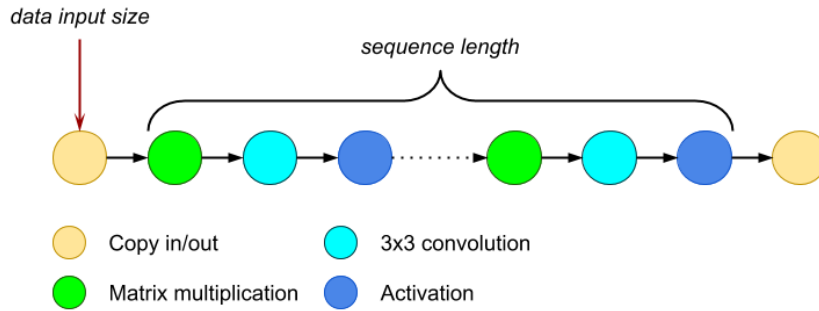 data input size
sequence length
Copy in/out
3x3 convolution
Matrix multiplication
Activation